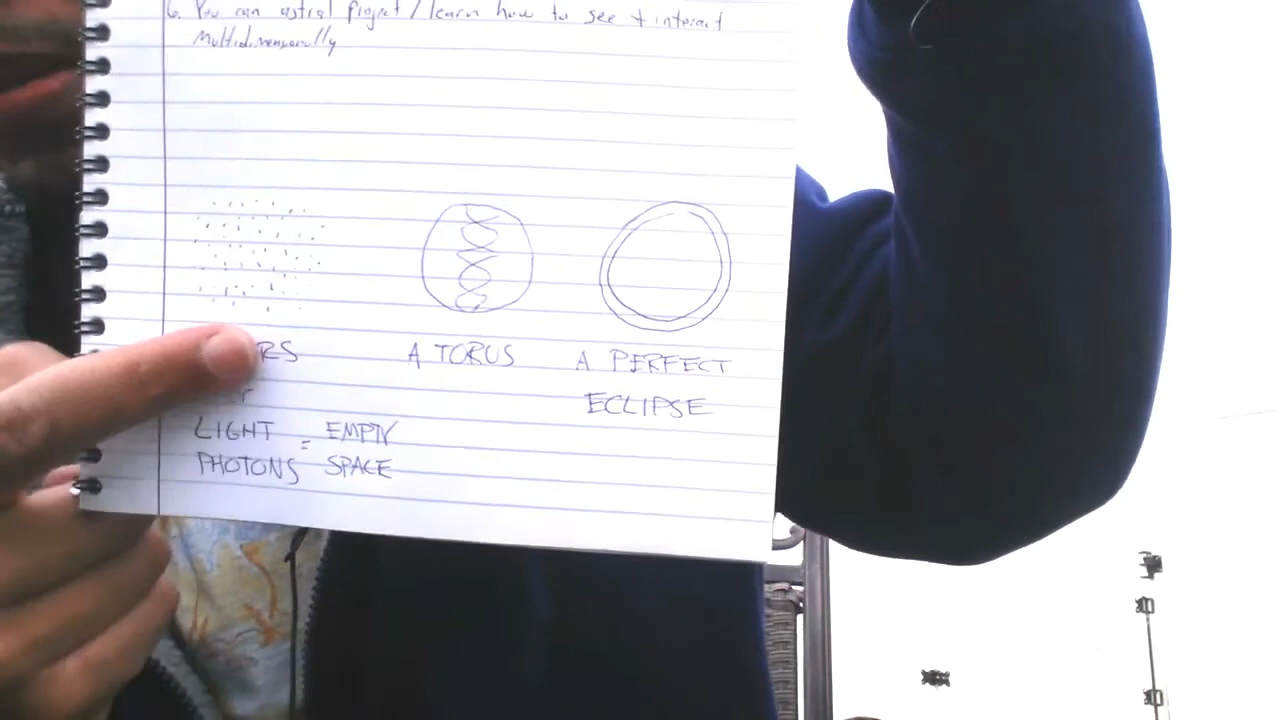 6. You can astral project/learn how to see + interact
Multidimensionally
A TORUS
A PERFECT
ECLIPSE
LIGHT = EMPTY
PHOTONS SPACE